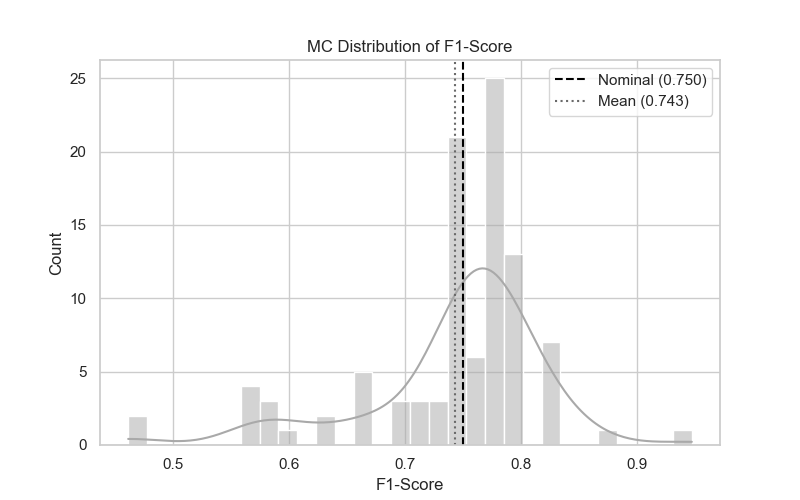 MC Distribution of F1-Score
Nominal (0.750)
Mean (0.743)
Count
25
20
15
10
5
0
0.5 0.6 0.7 0.8 0.9
F1-Score